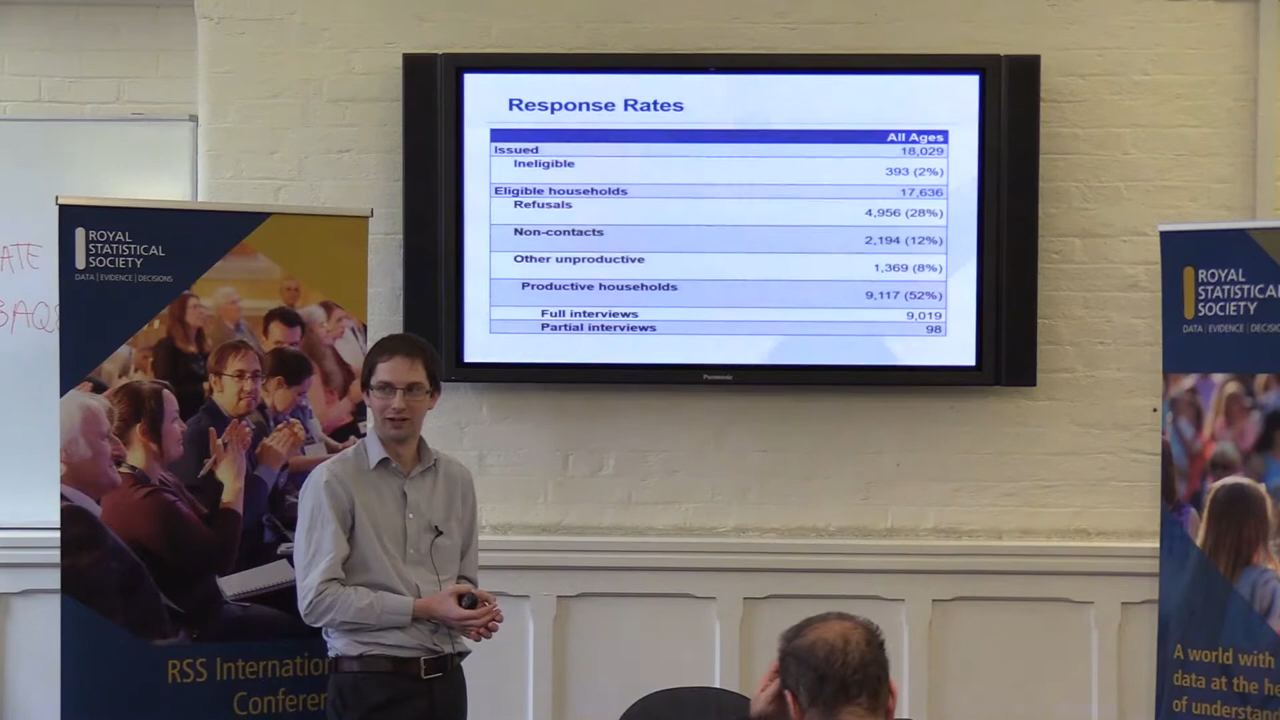 Response Rates
All Ages
Issued 18,029
Ineligible 393 (2%)
Eligible households 17,636
Refusals 4,956 (28%)
Non-contacts 2,194 (12%)
Other unproductive 1,369 (8%)
Productive households 9,117 (52%)
Full interviews 9,019
Partial interviews 98
Panasonic
ROYAL
STATISTICAL
SOCIETY
DATA | EVIDENCE | DECISIONS
RSS Internation
Conferen
ATE
BAQ
ROYAL
STATISTICAL
SOCIETY
DATA | EVIDENCE | DECISIO
A world with
data at the he
of understan